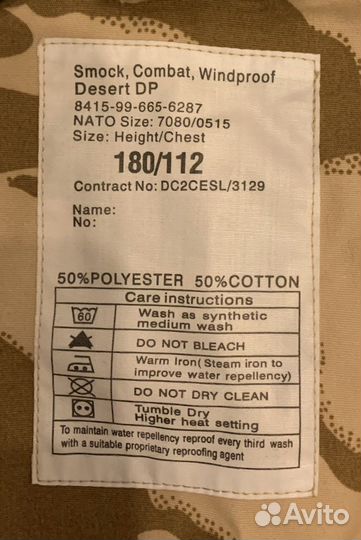 Smock, Combat, Windproof
Desert DP
8415-99-665-6287
NATO Size: 7080/0515
Size: Height/Chest
180/112
Contract No: DC2CESL/3129
Name:
No:
50%POLYESTER 50%COTTON
Care instructions
60
Wash as synthetic
medium wash
DO NOT BLEACH
Warm Iron(Steam iron to
improve water repellency)
DO NOT DRY CLEAN
Tumble Dry
Higher heat setting
To maintain water repellency reproof every third wash
with a suitable proprietary reproofing agent
Avito